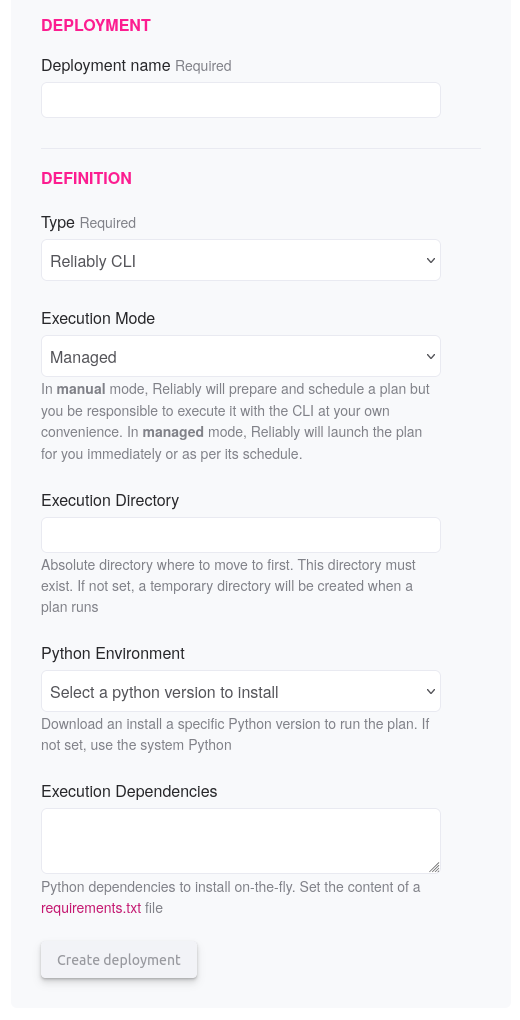 DEPLOYMENT
Deployment name Required
DEFINITION
Type Required
Reliably CLI
Execution Mode
Managed
In manual mode, Reliably will prepare and schedule a plan but
you be responsible to execute it with the CLI at your own
convenience. In managed mode, Reliably will launch the plan
for you immediately or as per its schedule.
Execution Directory
Absolute directory where to move to first. This directory must
exist. If not set, a temporary directory will be created when a
plan runs
Python Environment
Select a python version to install
Download an install a specific Python version to run the plan. If
not set, use the system Python
Execution Dependencies
Python dependencies to install on-the-fly. Set the content of a
requirements.txt file
Create deployment